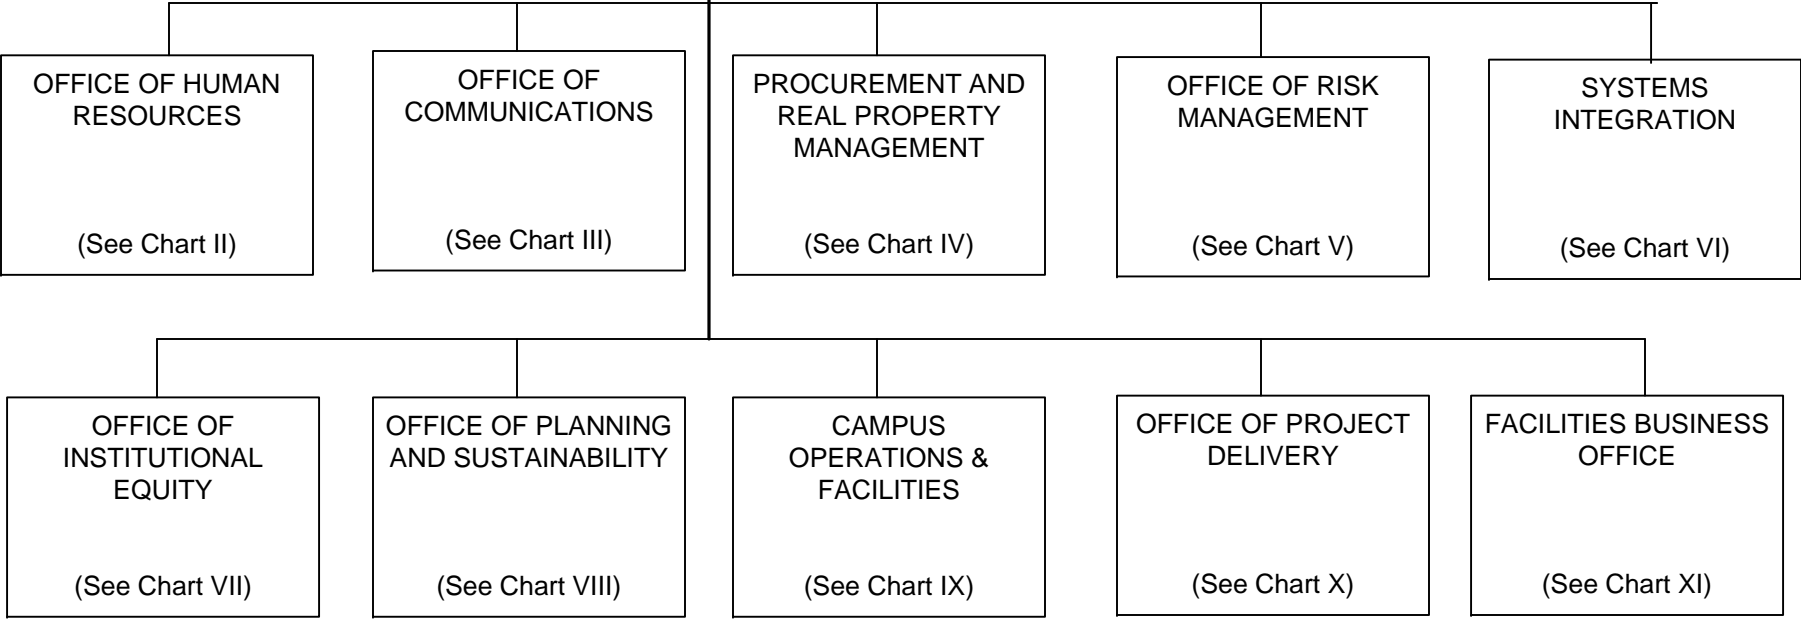 OFFICE OF HUMAN
RESOURCES
(See Chart II)
OFFICE OF
COMMUNICATIONS
(See Chart III)
PROCUREMENT AND
REAL PROPERTY
MANAGEMENT
(See Chart IV)
OFFICE OF RISK
MANAGEMENT
(See Chart V)
SYSTEMS
INTEGRATION
(See Chart VI)
OFFICE OF
INSTITUTIONAL
EQUITY
(See Chart VII)
OFFICE OF PLANNING
AND SUSTAINABILITY
(See Chart VIII)
CAMPUS
OPERATIONS &
FACILITIES
(See Chart IX)
OFFICE OF PROJECT
DELIVERY
(See Chart X)
FACILITIES BUSINESS
OFFICE
(See Chart XI)